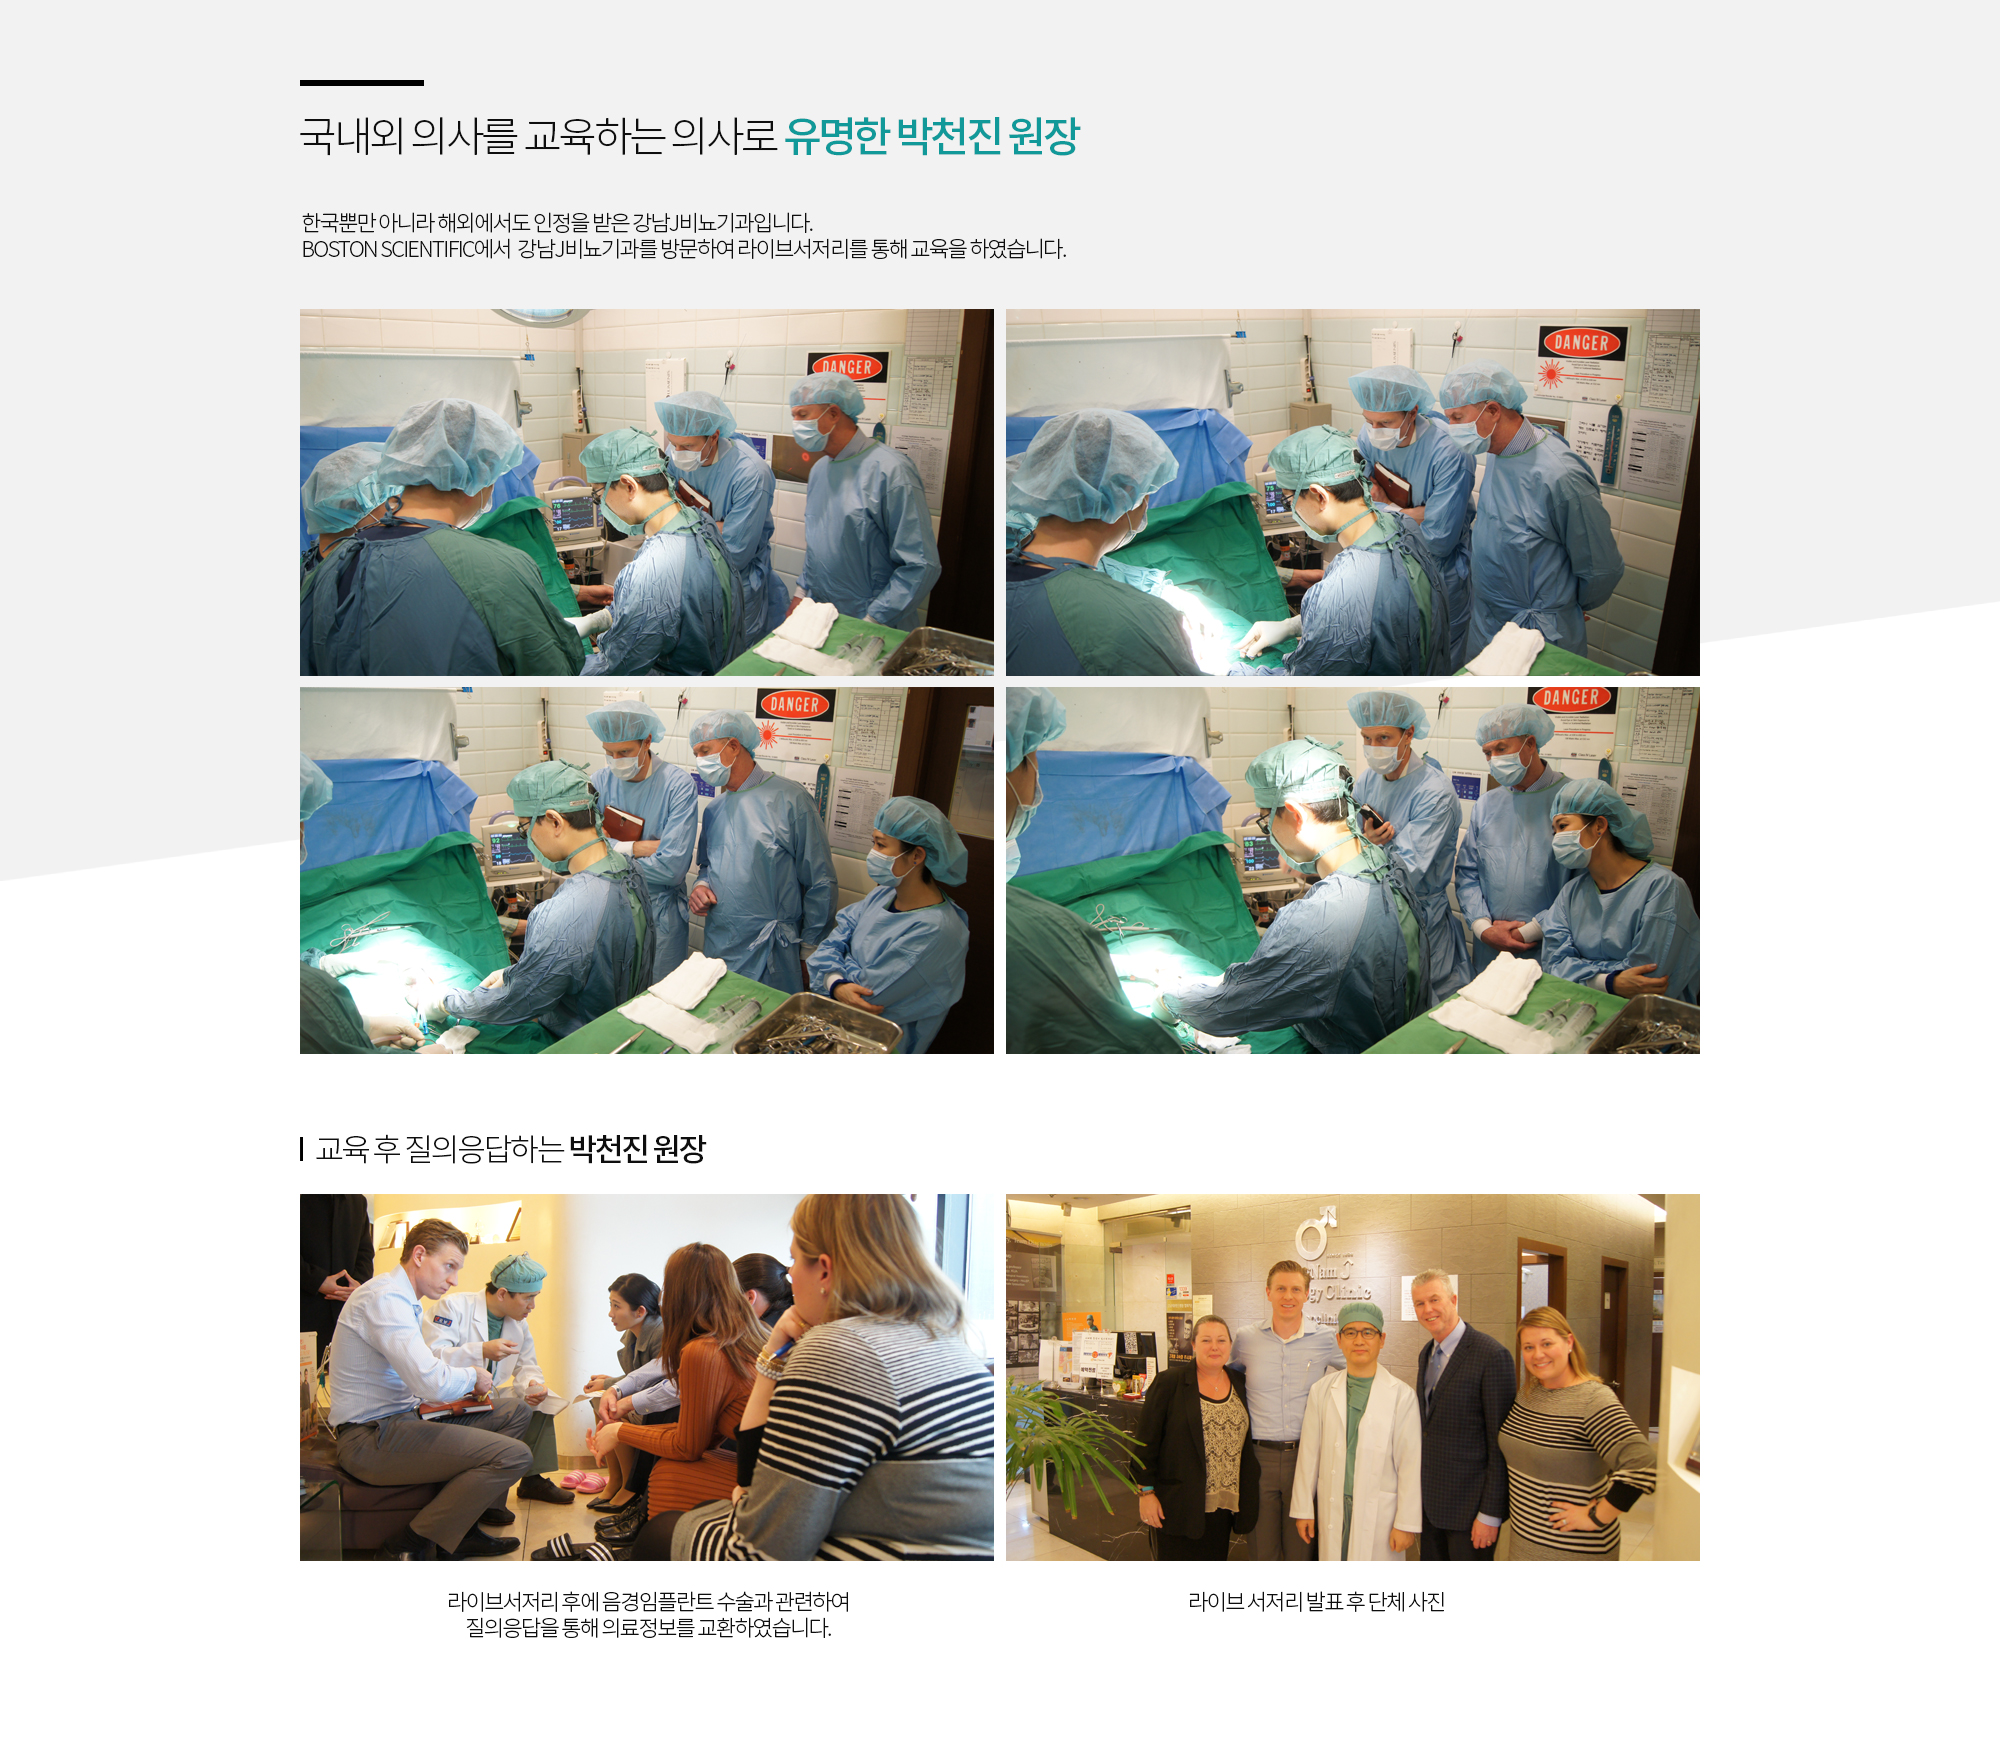 국내외 의사를 교육하는 의사로 유명한 박천진 원장
한국뿐만 아니라 해외에서도 인정을 받은 강남J비뇨기과입니다.
BOSTON SCIENTIFIC에서 강남J비뇨기과를 방문하여 라이브서저리를 통해 교육을 하였습니다.
DANGER
DANGER
DANGER
DANGER
교육 후 질의응답하는 박천진 원장
라이브서저리 후에 음경임플란트 수술과 관련하여
질의응답을 통해 의료정보를 교환하였습니다.
라이브 서저리 발표 후 단체 사진